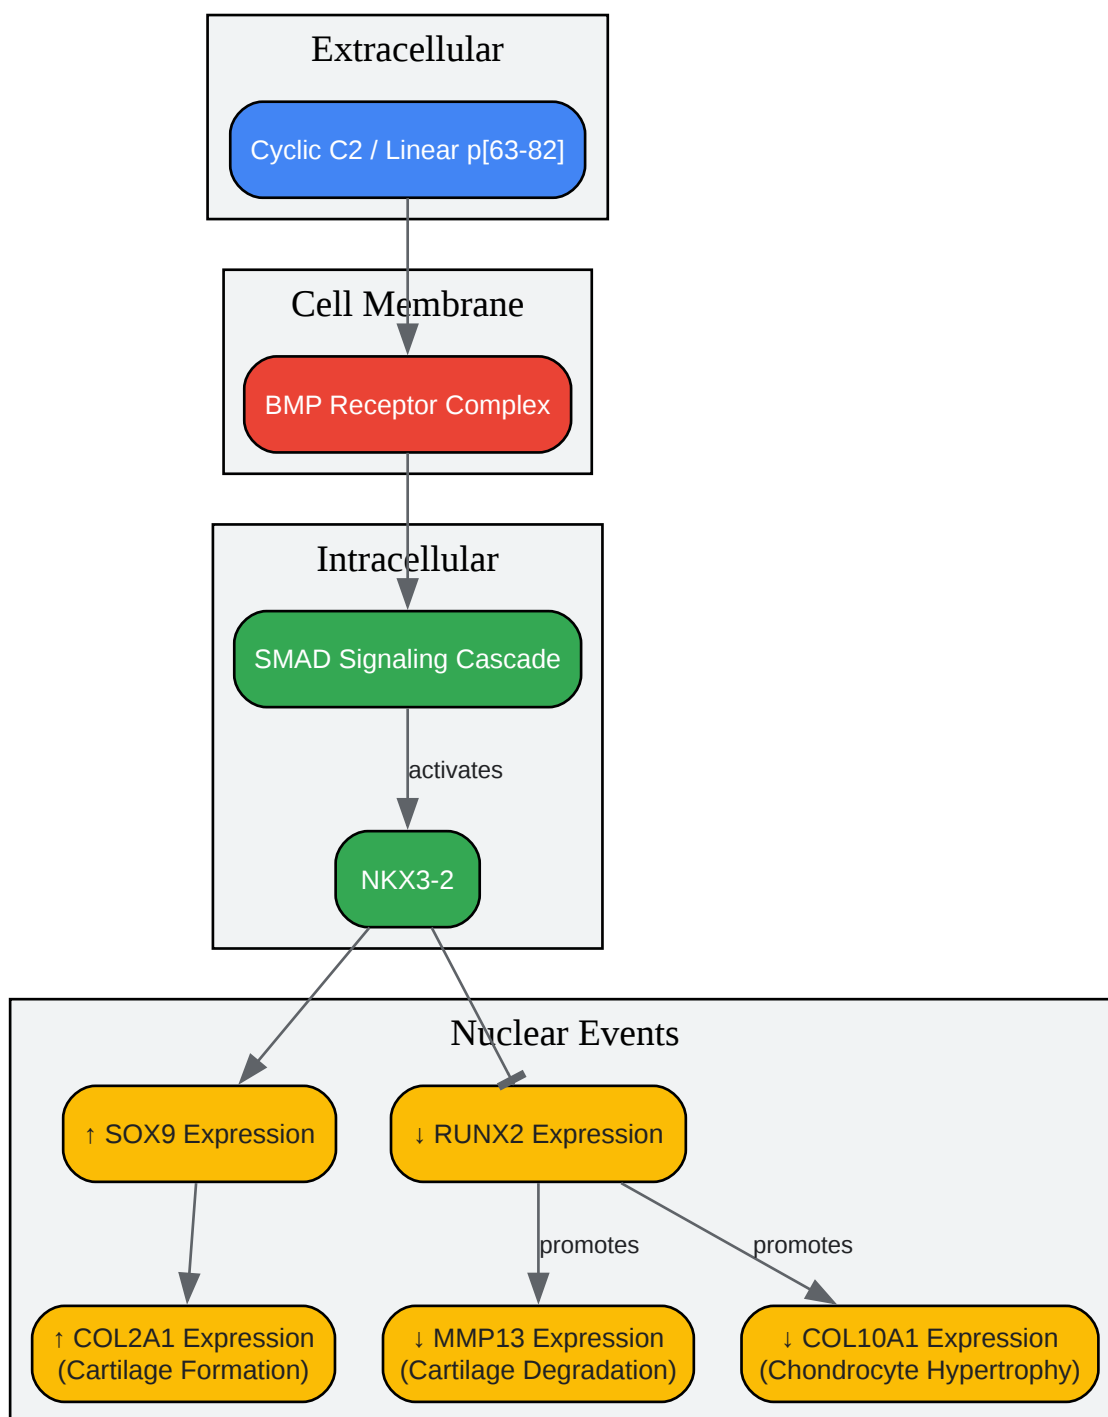 Extracellular
Cyclic C2 / Linear p[63-82]
Cell Membrane
BMP Receptor Complex
Intracellular
SMAD Signaling Cascade
activates
NKX3-2
Nuclear Events
↑ SOX9 Expression
↓ RUNX2 Expression
promotes
promotes
↑ COL2A1 Expression
(Cartilage Formation)
↓ MMP13 Expression
(Cartilage Degradation)
↓ COL10A1 Expression
(Chondrocyte Hypertrophy)